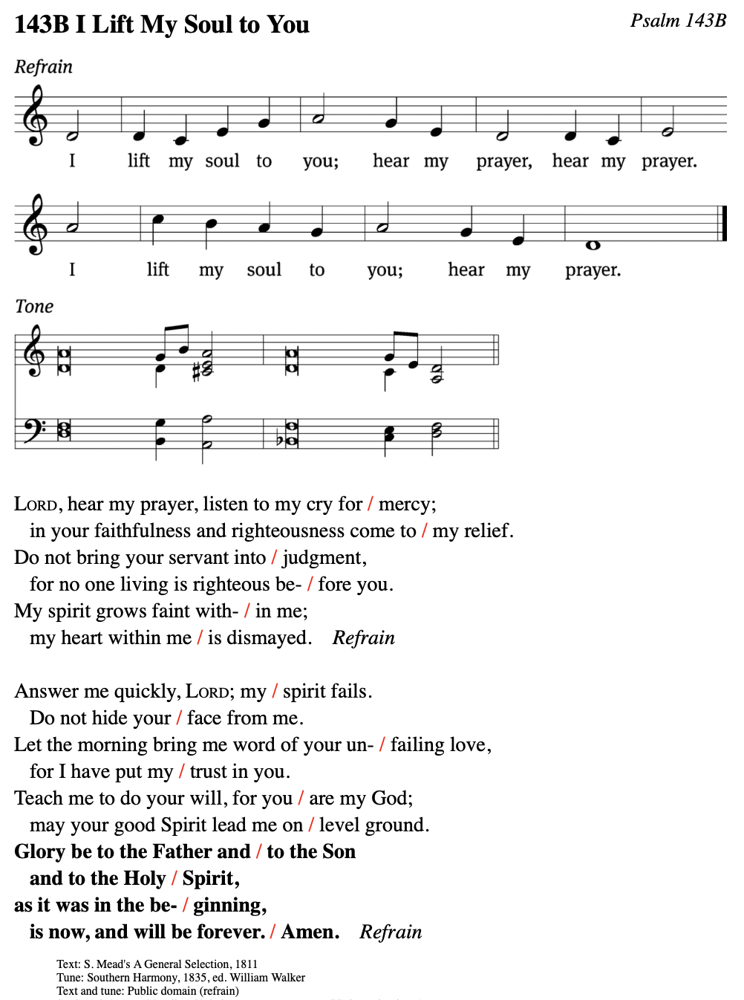 143B I Lift My Soul to You
Psalm 143B
Refrain
I lift my soul to you; hear my prayer, hear my prayer.
I lift my soul to you; hear my prayer.
Tone
LORD, hear my prayer, listen to my cry for / mercy;
in your faithfulness and righteousness come to / my relief.
Do not bring your servant into / judgment,
for no one living is righteous be- / fore you.
My spirit grows faint with- / in me;
my heart within me / is dismayed. Refrain
Answer me quickly, LORD; my / spirit fails.
Do not hide your / face from me.
Let the morning bring me word of your un- / failing love,
for I have put my / trust in you.
Teach me to do your will, for you / are my God;
may your good Spirit lead me on / level ground.
Glory be to the Father and / to the Son
and to the Holy / Spirit,
as it was in the be- / ginning,
is now, and will be forever. / Amen. Refrain
Text: S. Mead's A General Selection, 1811
Tune: Southern Harmony, 1835, ed. William Walker
Text and tune: Public domain (refrain)